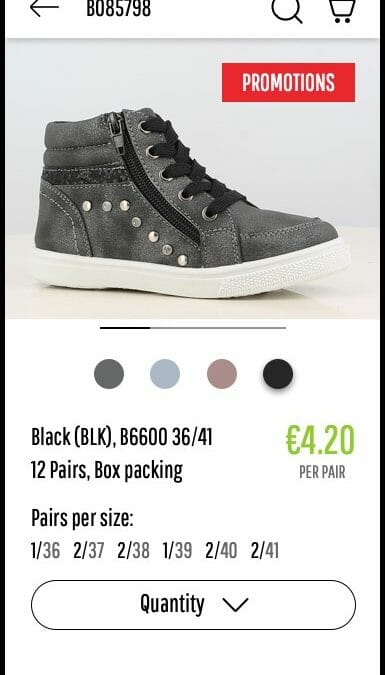 B085798
PROMOTIONS
Black (BLK), B6600 36/41
€4.20
12 Pairs, Box packing
PER PAIR
Pairs per size:
1/36 2/37 2/38 1/39 2/40 2/41
Quantity